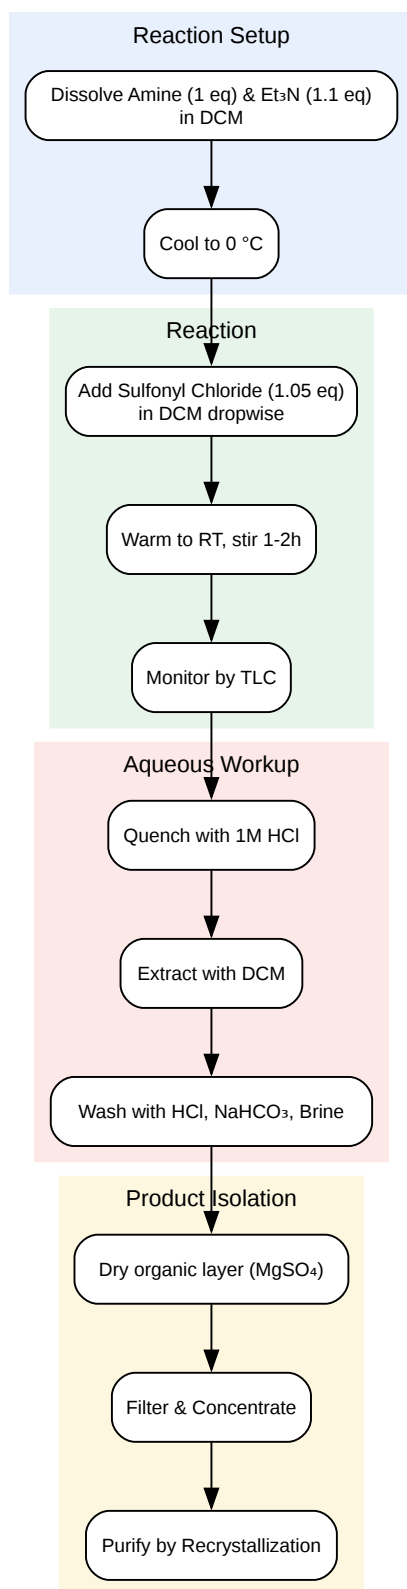 Reaction Setup
Dissolve Amine (1 eq) & Et₃N (1.1 eq)
in DCM
Cool to 0 °C
Reaction
Add Sulfonyl Chloride (1.05 eq)
in DCM dropwise
Warm to RT, stir 1-2h
Monitor by TLC
Aqueous Workup
Quench with 1M HCl
Extract with DCM
Wash with HCl, NaHCO₃, Brine
Product Isolation
Dry organic layer (MgSO₄)
Filter & Concentrate
Purify by Recrystallization